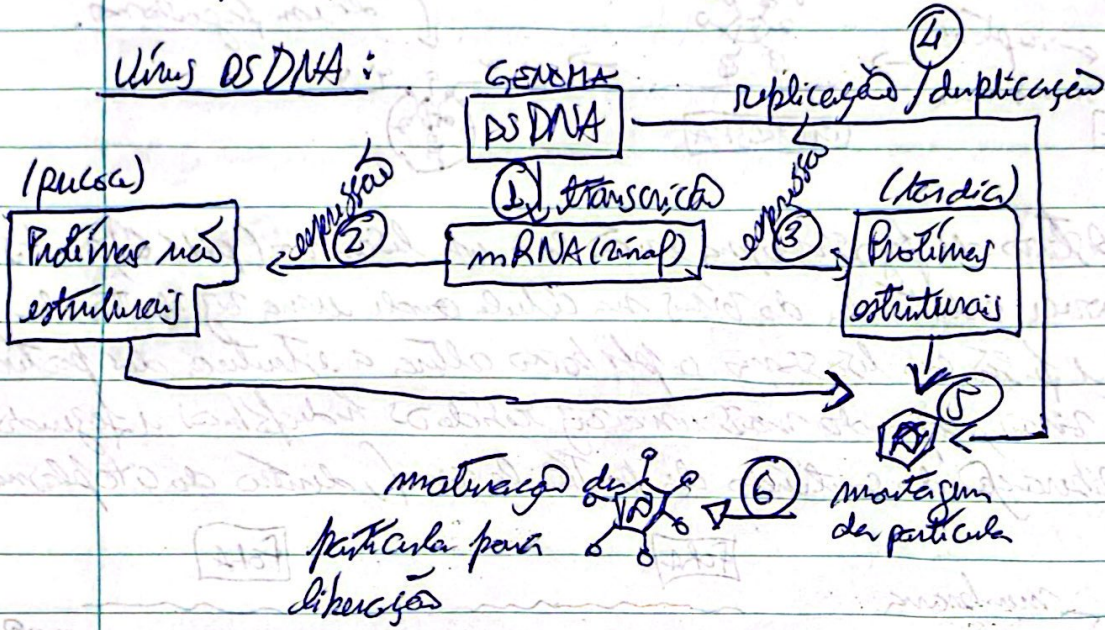 Vírus DSDNA:
GENOMA
DSDNA
4
replicação / duplicação
(precoce)
Proteínas não
estruturais
expressão
2
1
transcrição
mRNA
expressão
3
(tardia)
Proteínas
estruturais
5
montagem
da partícula
6
maturação da
partícula para
liberação